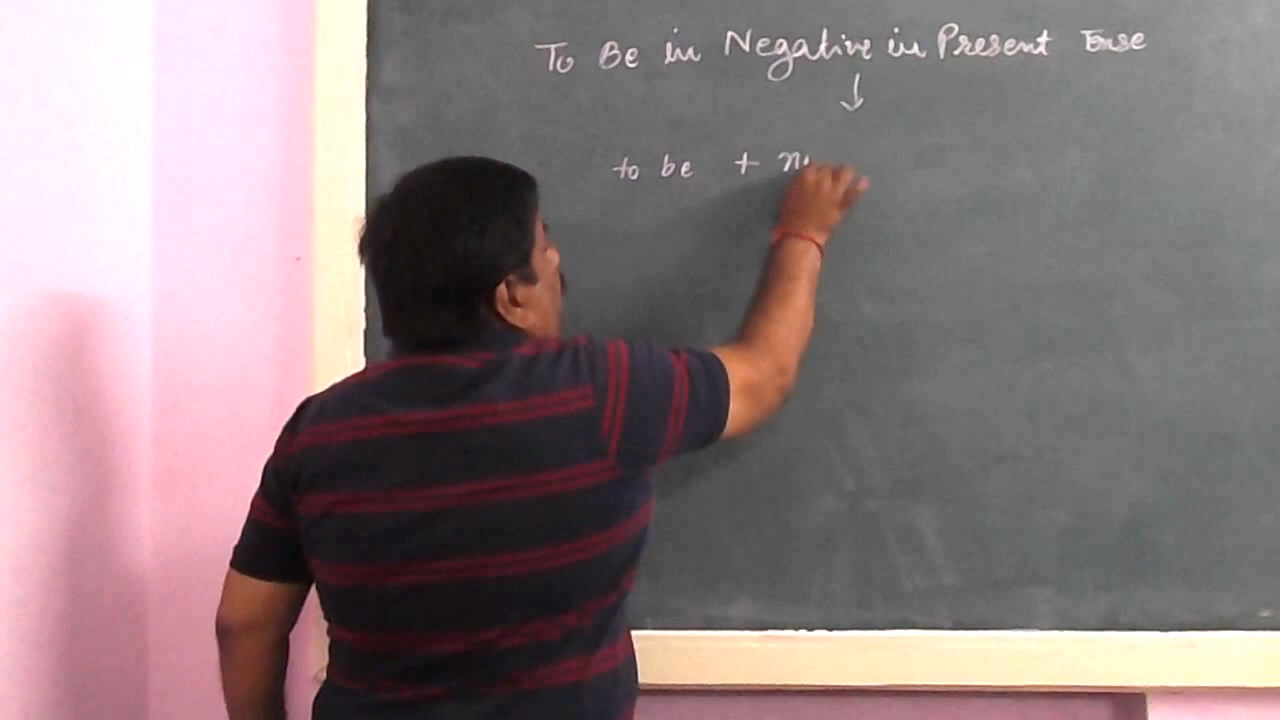 To Be in Negative in Present Tense
to be + n